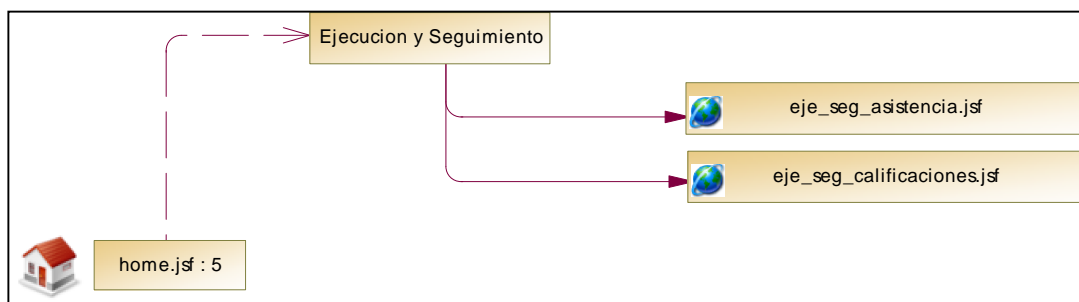 Ejecucion y Seguimiento
eje_seg_asistencia.jsf
eje_seg_calificaciones.jsf
home.jsf : 5